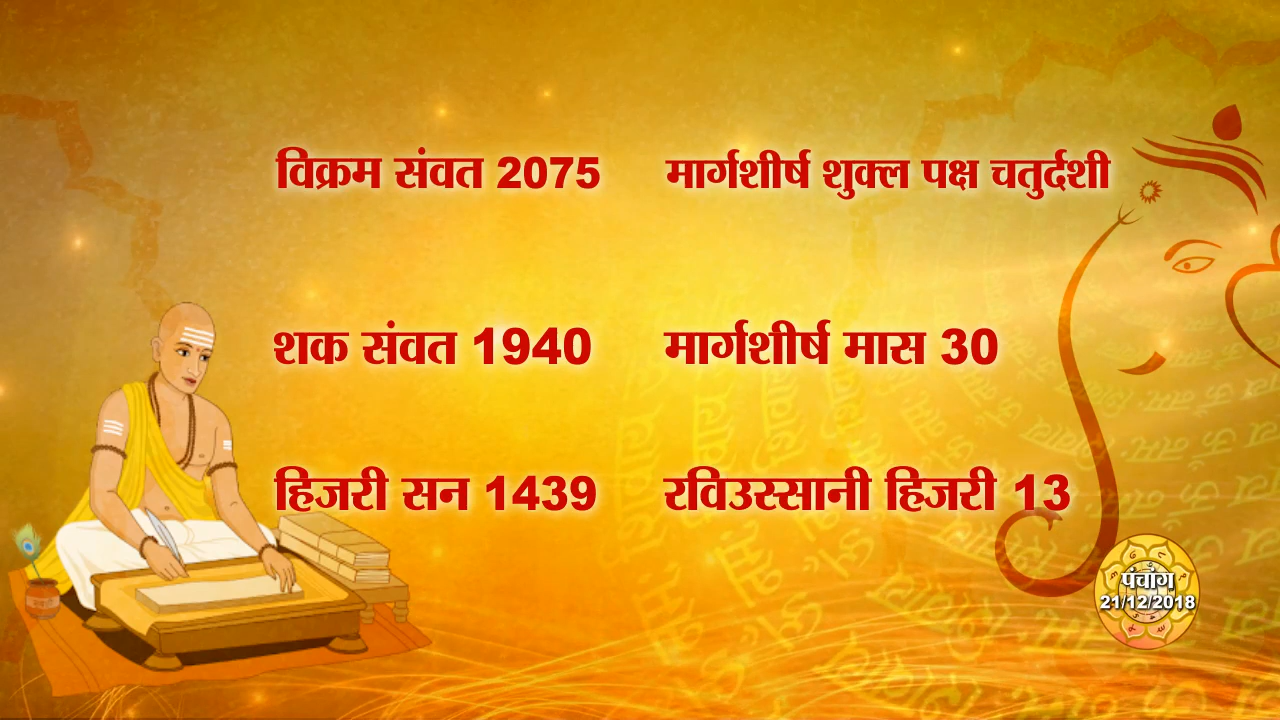 विक्रम संवत 2075 मार्गशीर्ष शुक्ल पक्ष चतुर्दशी
शक संवत 1940 मार्गशीर्ष मास 30
हिजरी सन 1439 रविउस्सानी हिजरी 13
पंचांग
21/12/2018